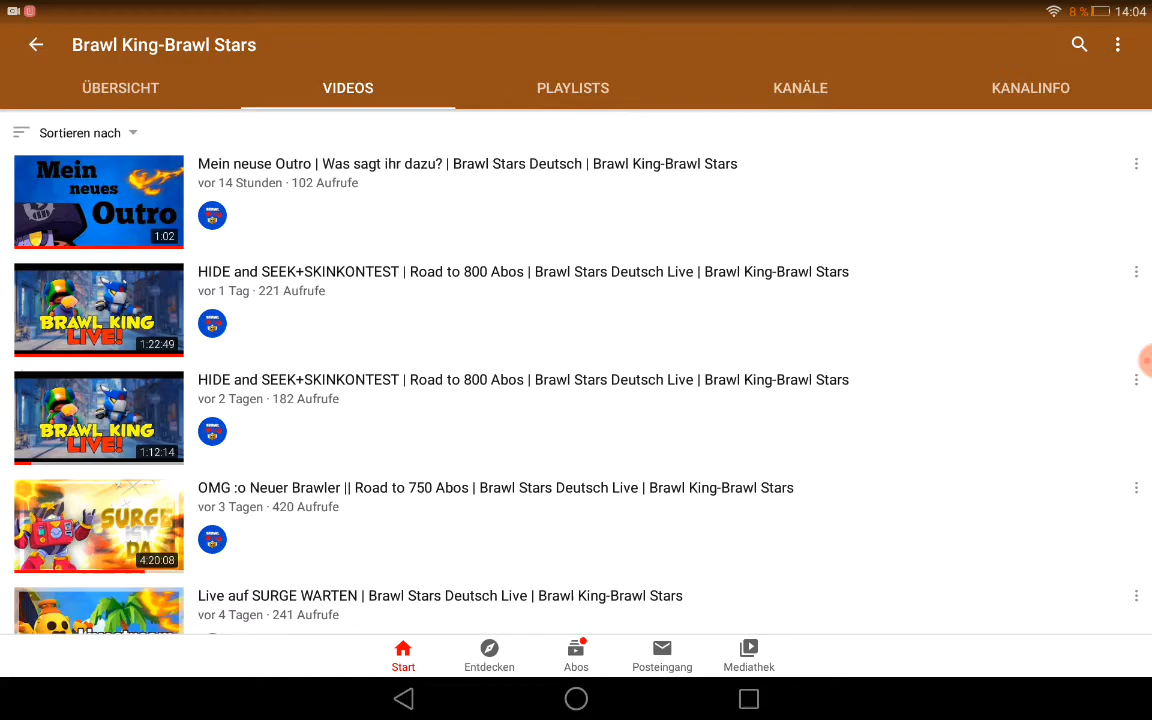 8 % 14:04
Brawl King-Brawl Stars
ÜBERSICHT VIDEOS PLAYLISTS KANÄLE KANALINFO
Sortieren nach
Mein
neues
Outro
1:02
Mein neuse Outro | Was sagt ihr dazu? | Brawl Stars Deutsch | Brawl King-Brawl Stars
vor 14 Stunden · 102 Aufrufe
BRAWL KING
LIVE!
1:22:49
HIDE and SEEK+SKINKONTEST | Road to 800 Abos | Brawl Stars Deutsch Live | Brawl King-Brawl Stars
vor 1 Tag · 221 Aufrufe
BRAWL KING
LIVE!
1:12:14
HIDE and SEEK+SKINKONTEST | Road to 800 Abos | Brawl Stars Deutsch Live | Brawl King-Brawl Stars
vor 2 Tagen · 182 Aufrufe
SURGE
IST
DA
4:20:08
OMG :o Neuer Brawler || Road to 750 Abos | Brawl Stars Deutsch Live | Brawl King-Brawl Stars
vor 3 Tagen · 420 Aufrufe
Live auf SURGE WARTEN | Brawl Stars Deutsch Live | Brawl King-Brawl Stars
vor 4 Tagen · 241 Aufrufe
Start Entdecken Abos Posteingang Mediathek